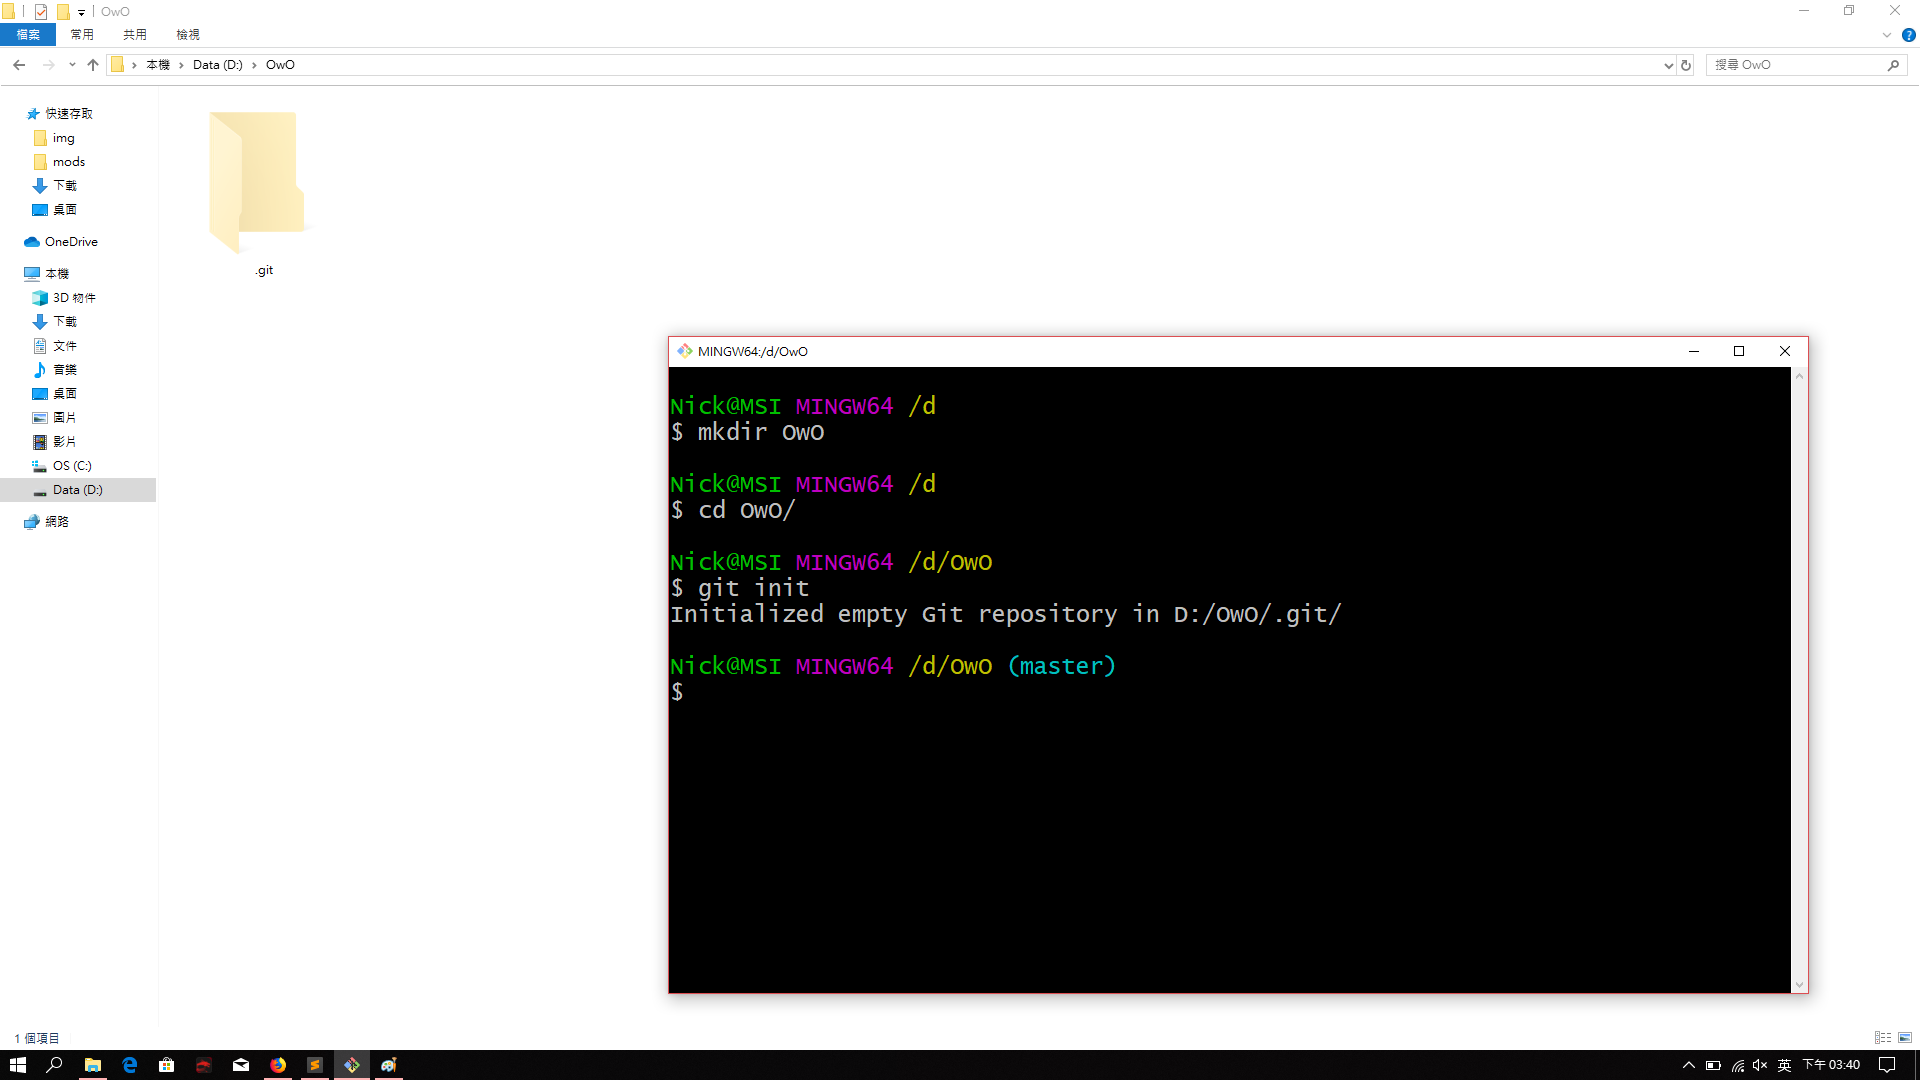 OwO
檔案 常用 共用 檢視
本機 Data (D:) OwO
搜尋 OwO
快速存取
img
mods
下載
桌面
OneDrive
本機
3D 物件
下載
文件
音樂
桌面
圖片
影片
OS (C:)
Data (D:)
網路
.git
MINGW64:/d/OwO
Nick@MSI MINGW64 /d
$ mkdir OwO
Nick@MSI MINGW64 /d
$ cd OwO/
Nick@MSI MINGW64 /d/OwO
$ git init
Initialized empty Git repository in D:/OwO/.git/
Nick@MSI MINGW64 /d/OwO (master)
$
1 個項目
英 下午 03:40